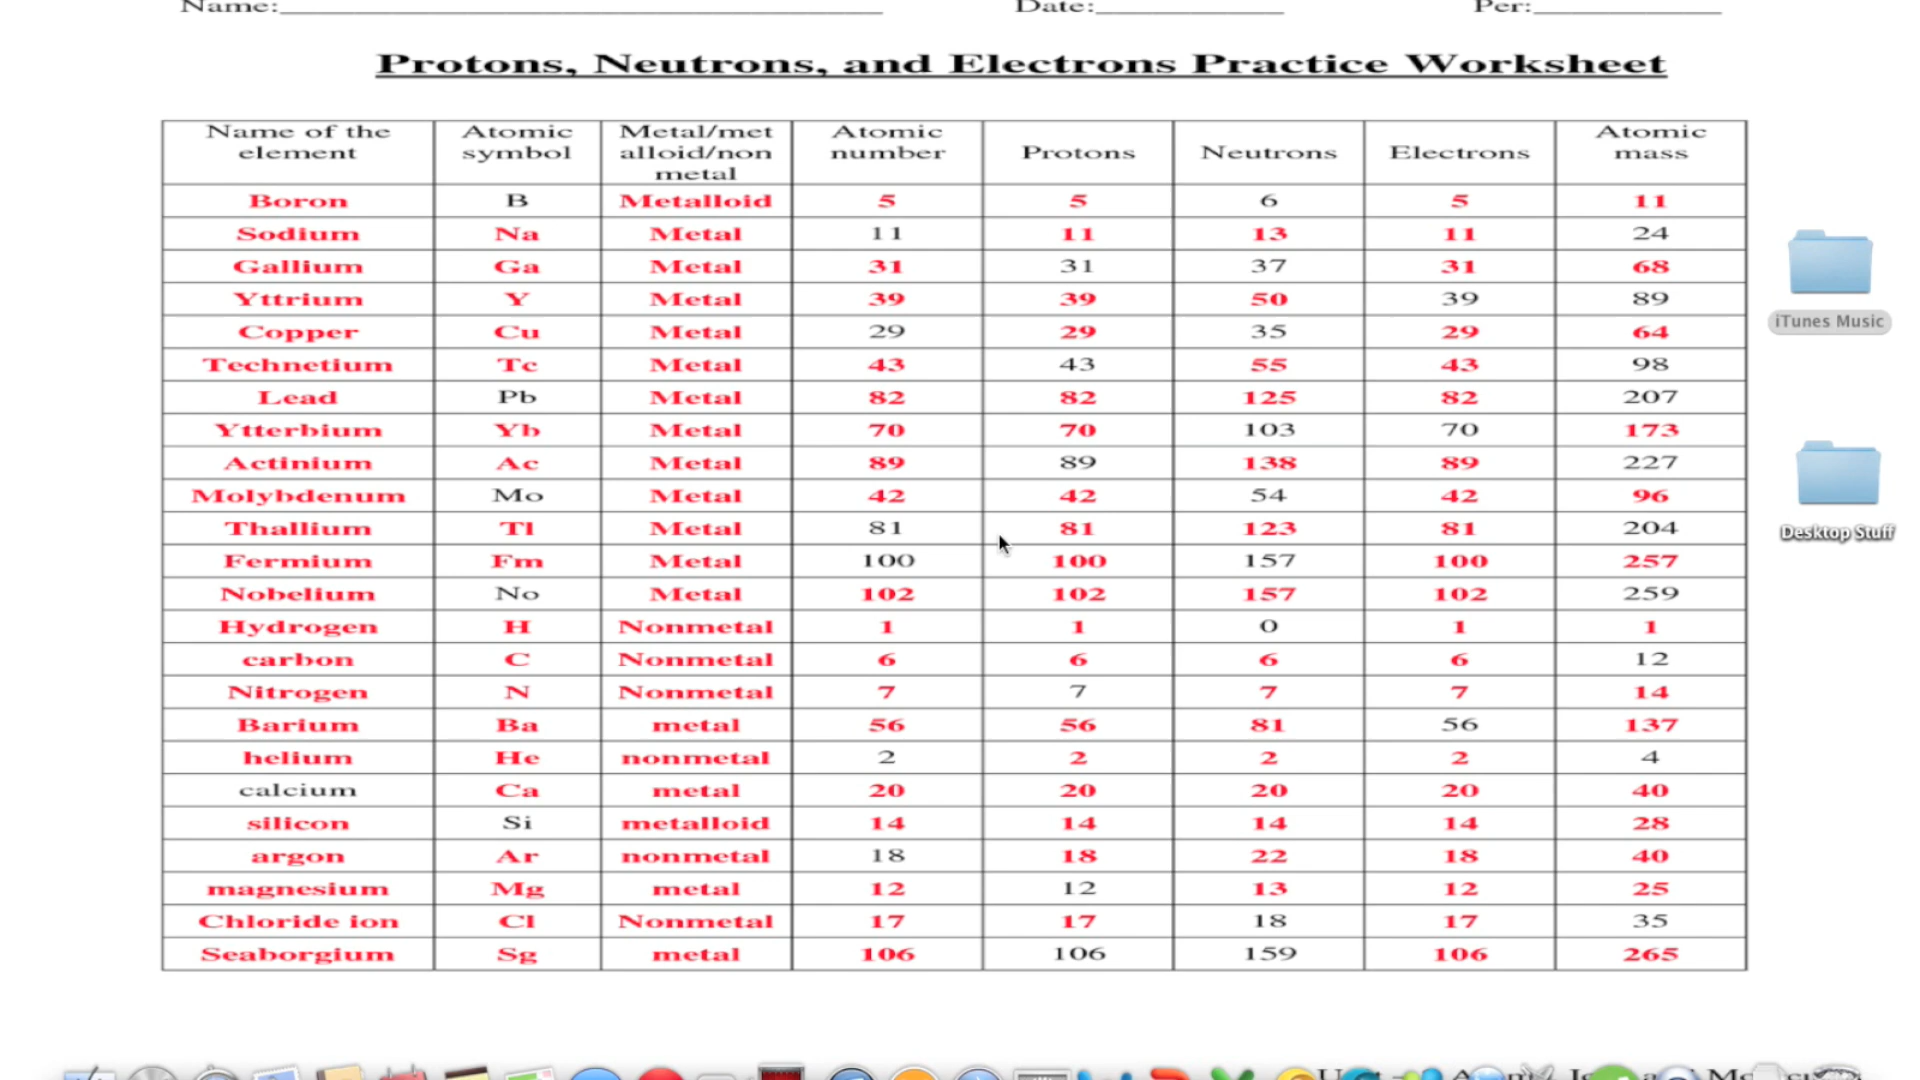 Name:__________ Date:__________ Per:__________
Protons, Neutrons, and Electrons Practice Worksheet
Name of the element Atomic symbol Metal/met alloid/non metal Atomic number Protons Neutrons Electrons Atomic mass
Boron B Metalloid 5 5 6 5 11
Sodium Na Metal 11 11 13 11 24
Gallium Ga Metal 31 31 37 31 68
Yttrium Y Metal 39 39 50 39 89
Copper Cu Metal 29 29 35 29 64
Technetium Tc Metal 43 43 55 43 98
Lead Pb Metal 82 82 125 82 207
Ytterbium Yb Metal 70 70 103 70 173
Actinium Ac Metal 89 89 138 89 227
Molybdenum Mo Metal 42 42 54 42 96
Thallium Tl Metal 81 81 123 81 204
Fermium Fm Metal 100 100 157 100 257
Nobelium No Metal 102 102 157 102 259
Hydrogen H Nonmetal 1 1 0 1 1
carbon C Nonmetal 6 6 6 6 12
Nitrogen N Nonmetal 7 7 7 7 14
Barium Ba metal 56 56 81 56 137
helium He nonmetal 2 2 2 2 4
calcium Ca metal 20 20 20 20 40
silicon Si metalloid 14 14 14 14 28
argon Ar nonmetal 18 18 22 18 40
magnesium Mg metal 12 12 13 12 25
Chloride ion Cl Nonmetal 17 17 18 17 35
Seaborgium Sg metal 106 106 159 106 265
iTunes Music
Desktop Stuff